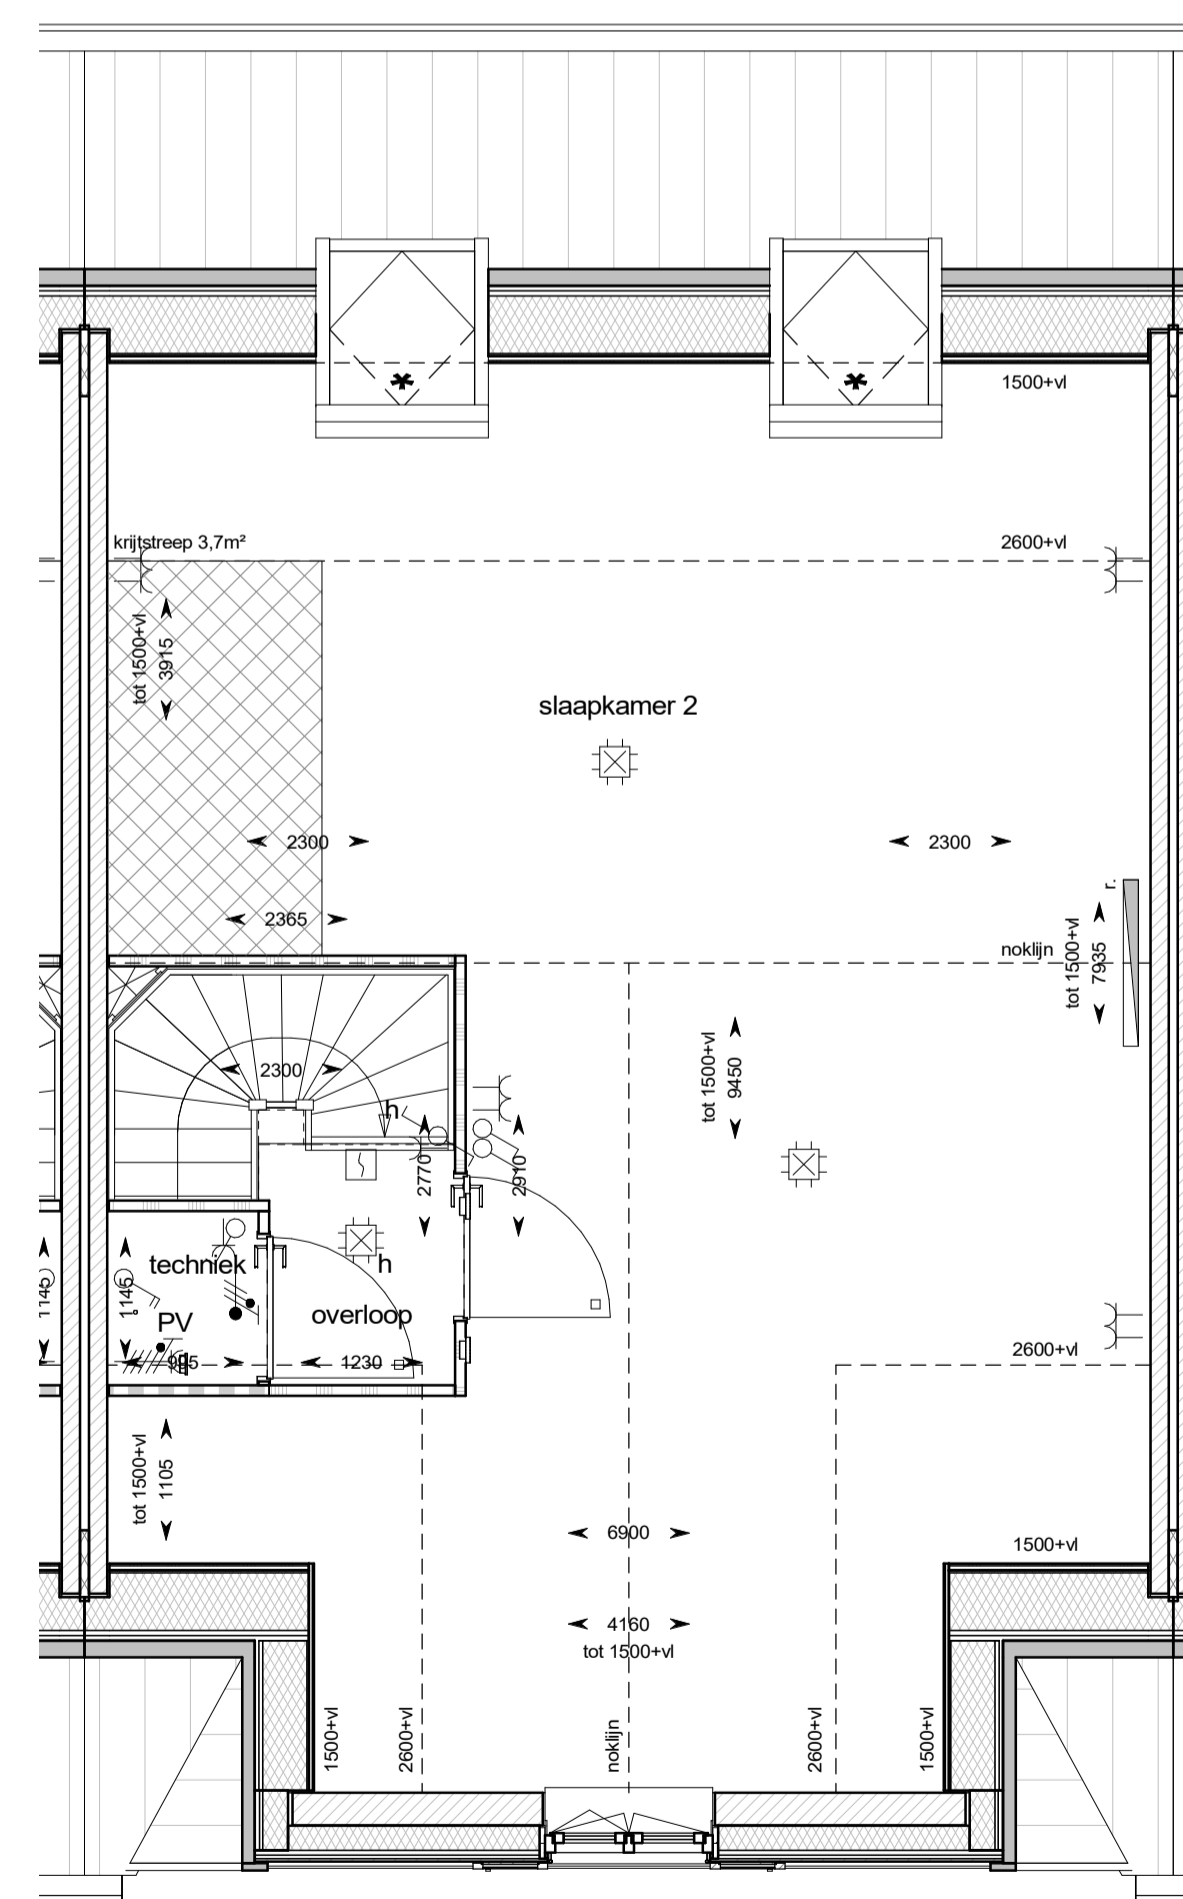 1500+vl
krijtstreep 3,7m²
2600+vl
tot 1500+vl
3915
slaapkamer 2
2300
2300
2365
r.
noklijn
tot 1500+vl
7935
2300
tot 1500+vl
9450
h
2770
2910
techniek
h
1145
1145
PV
overloop
995
1230
2600+vl
tot 1500+vl
1105
6900
1500+vl
4160
tot 1500+vl
1500+vl
2600+vl
noklijn
2600+vl
1500+vl